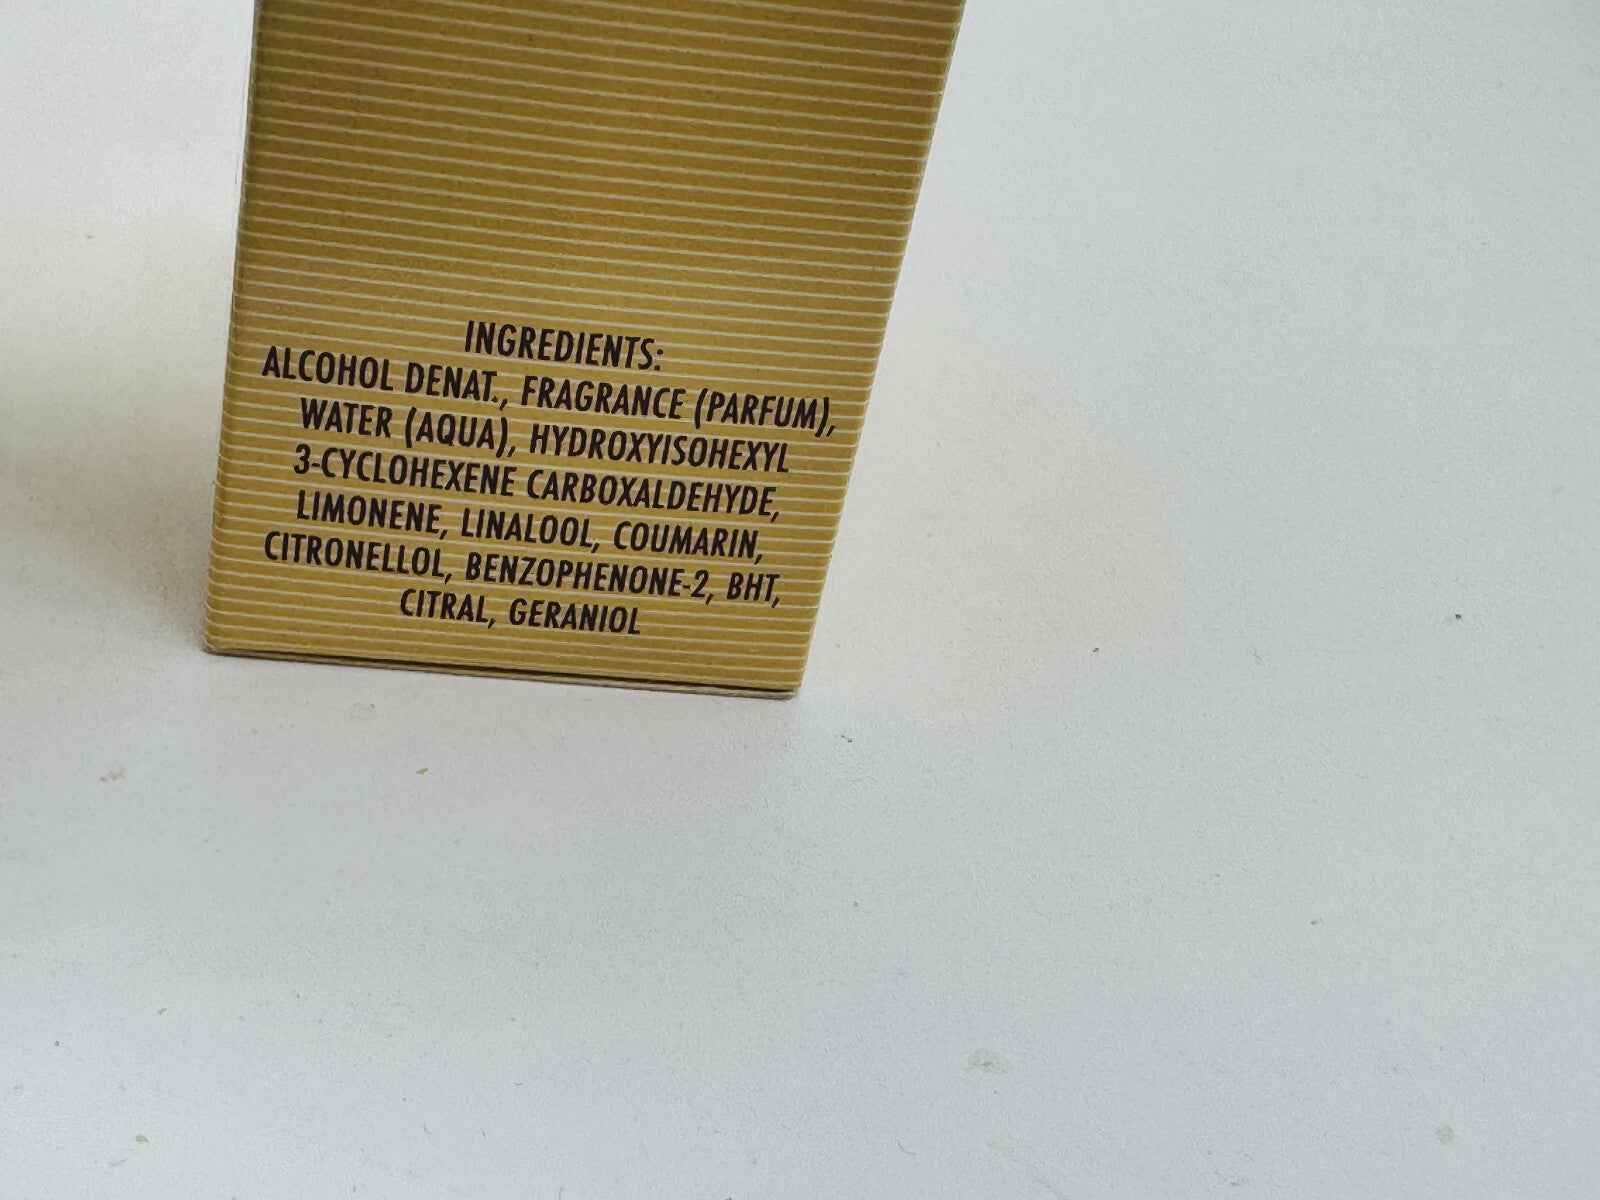 INGREDIENTS:
ALCOHOL DENAT., FRAGRANCE (PARFUM),
WATER (AQUA), HYDROXYISOHEXYL
3-CYCLOHEXENE CARBOXALDEHYDE,
LIMONENE, LINALOOL, COUMARIN,
CITRONELLOL, BENZOPHENONE-2, BHT,
CITRAL, GERANIOL